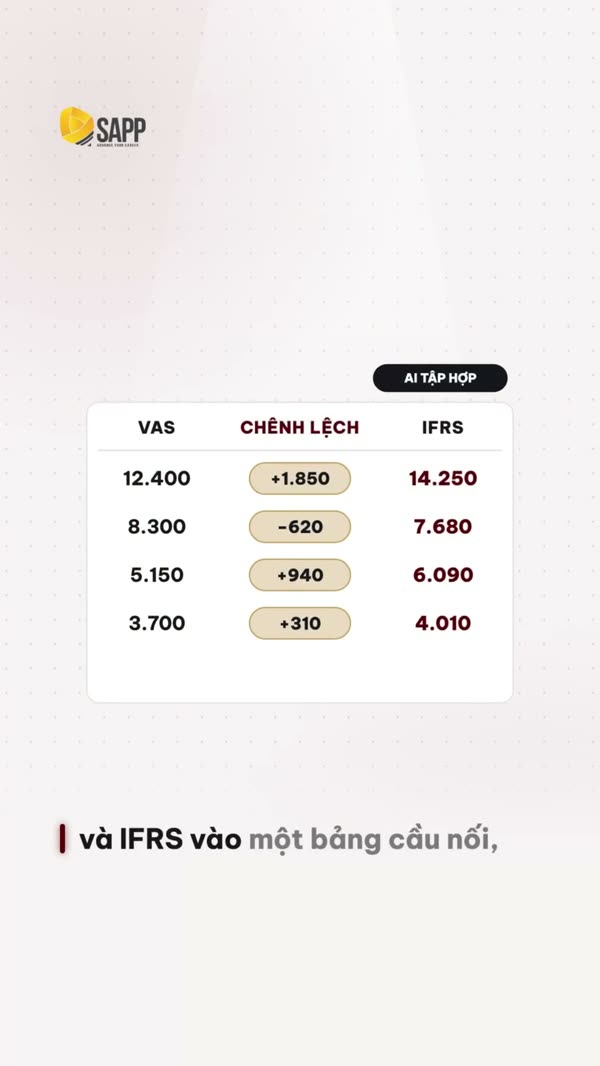 SAPP
ADVANCE YOUR CAREER
AI TẬP HỢP
VAS CHÊNH LỆCH IFRS
12.400 +1.850 14.250
8.300 -620 7.680
5.150 +940 6.090
3.700 +310 4.010
và IFRS vào một bảng cầu nối,